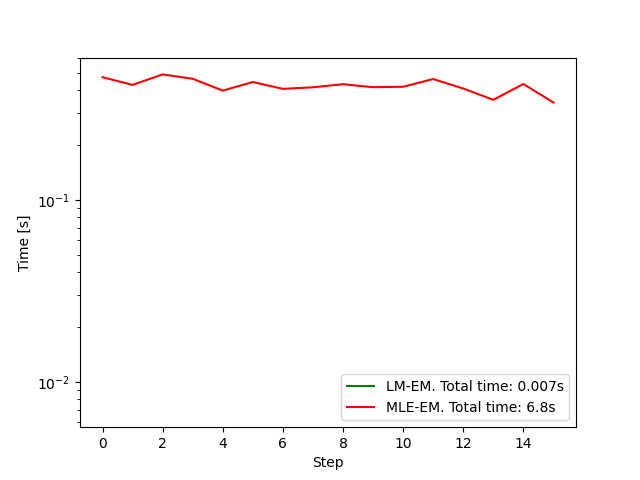 Time [s]
10⁻¹
10⁻²
0 2 4 6 8 10 12 14
Step
LM-EM. Total time: 0.007s
MLE-EM. Total time: 6.8s